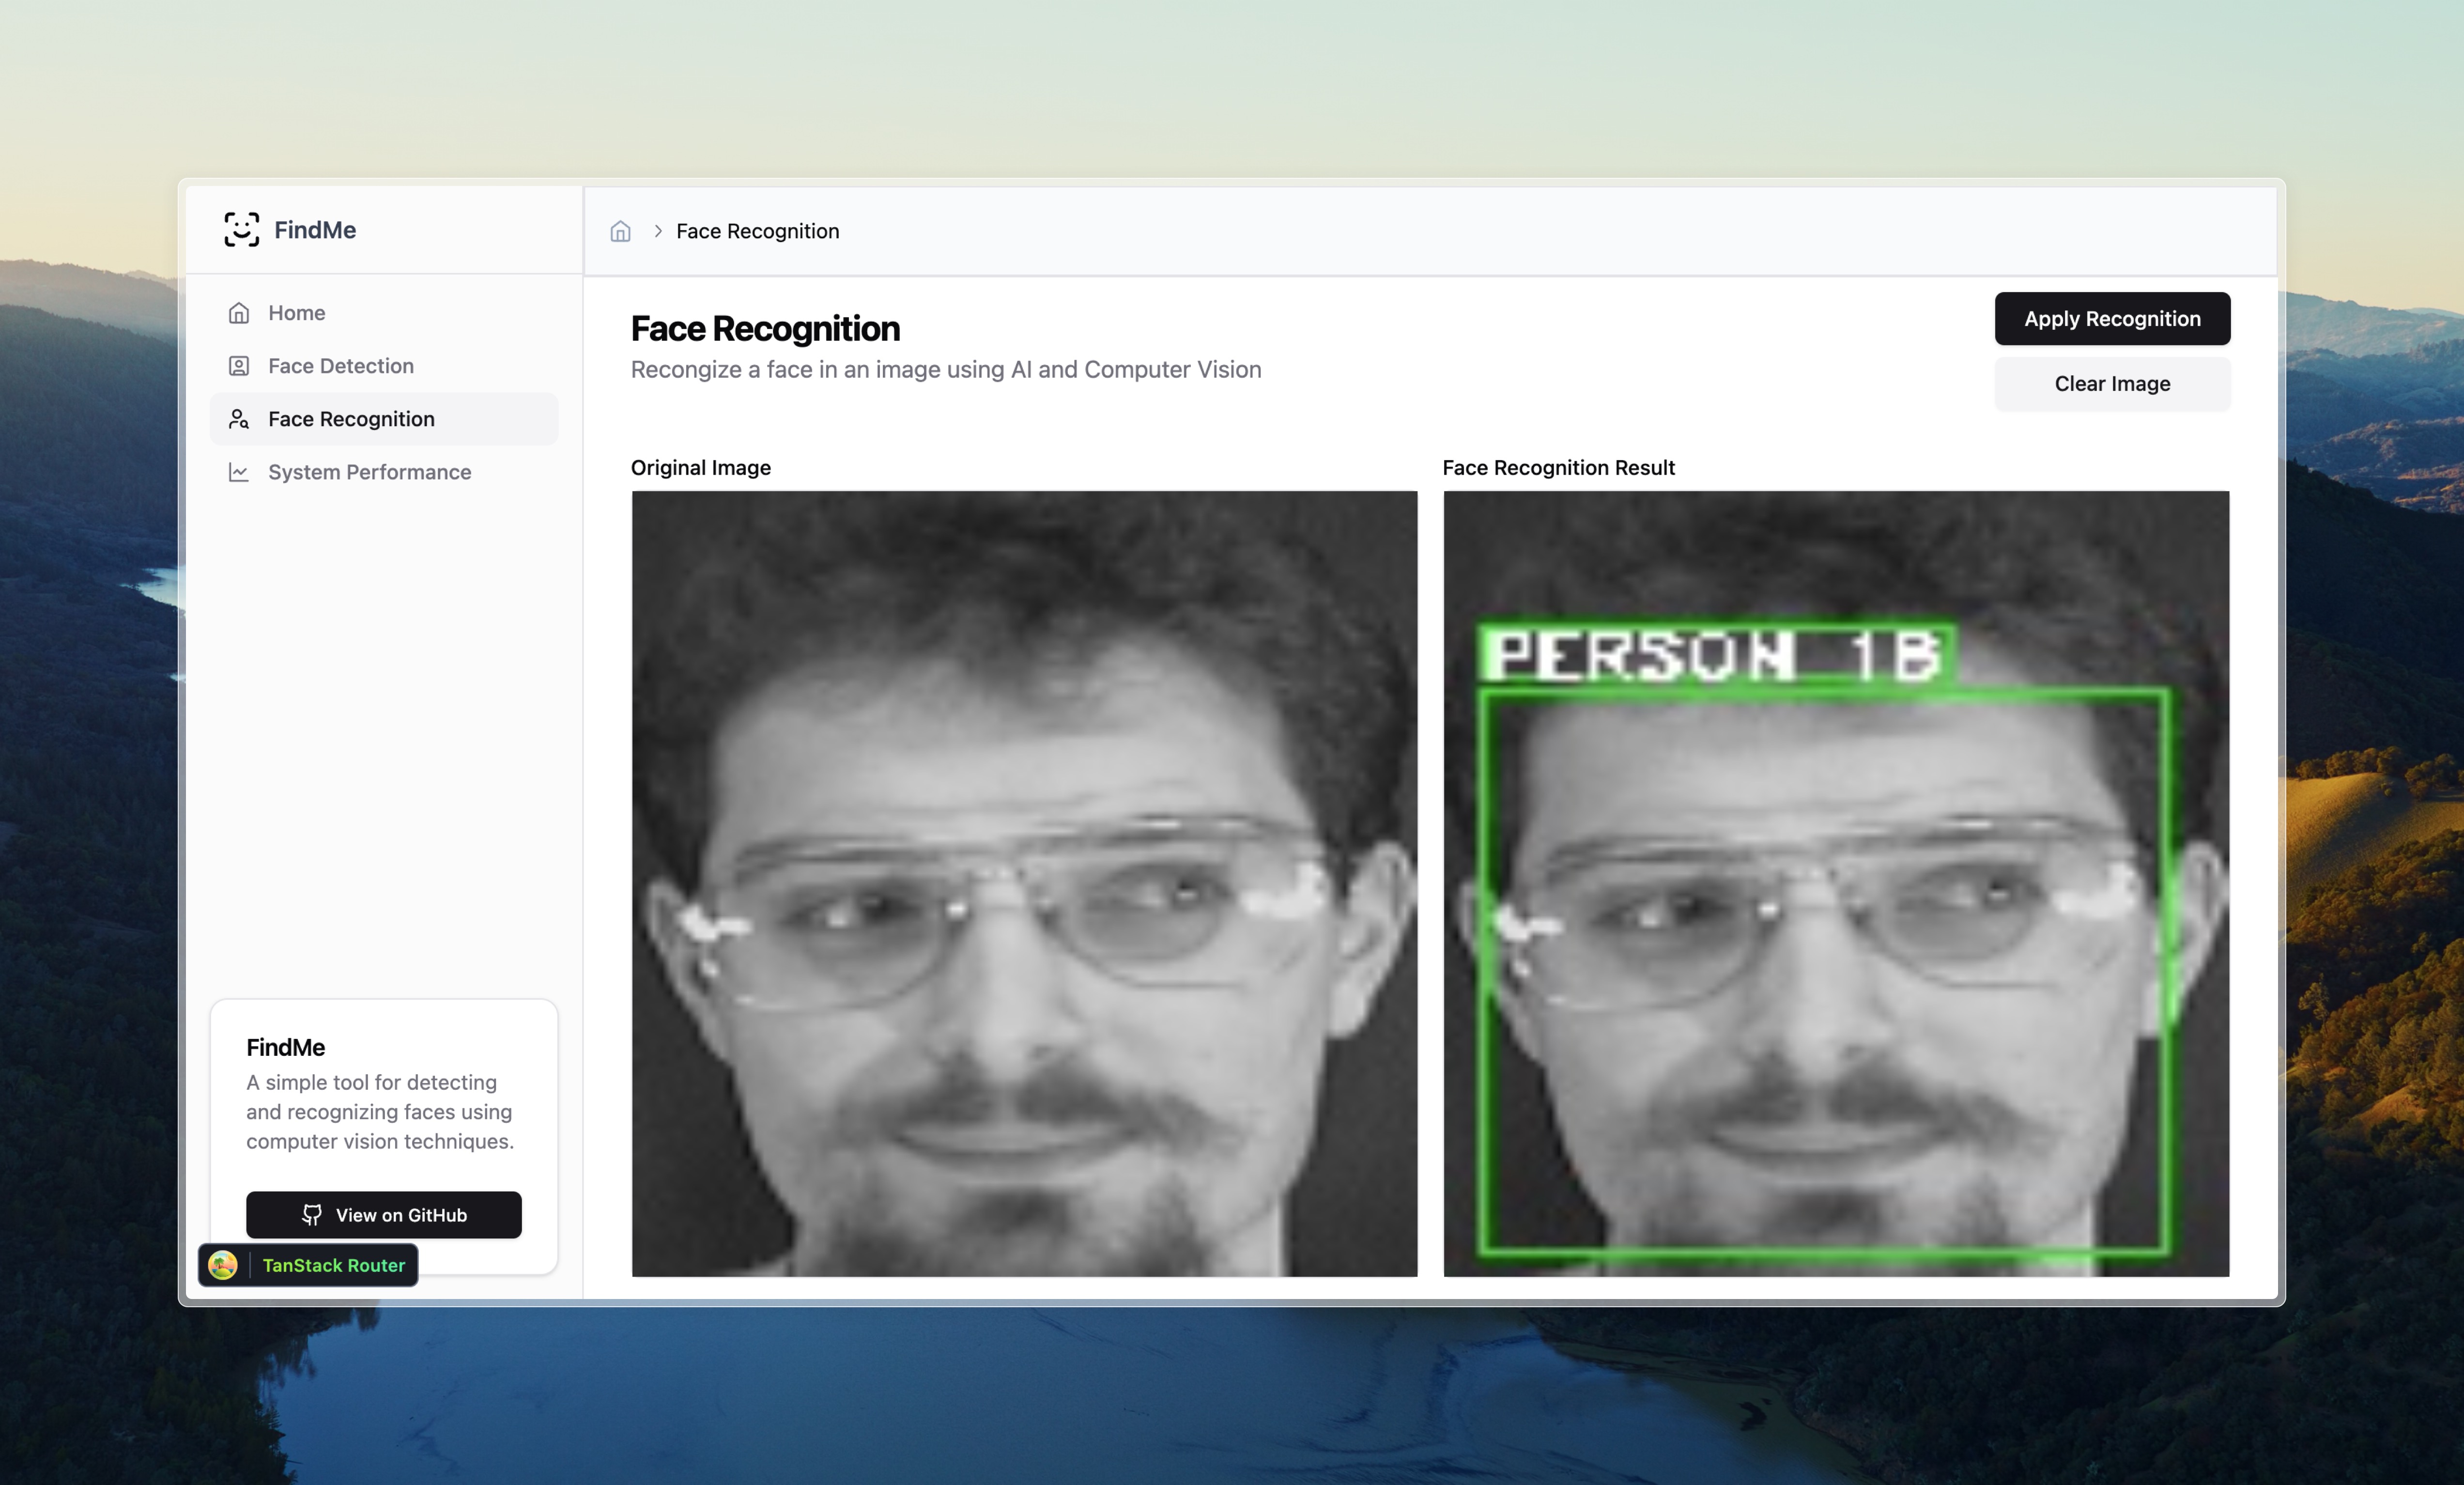 FindMe
Face Recognition
Home
Face Detection
Face Recognition
System Performance
Face Recognition
Recongize a face in an image using AI and Computer Vision
Apply Recognition
Clear Image
Original Image
Face Recognition Result
PERSON 1B
FindMe
A simple tool for detecting
and recognizing faces using
computer vision techniques.
View on GitHub
TanStack Router